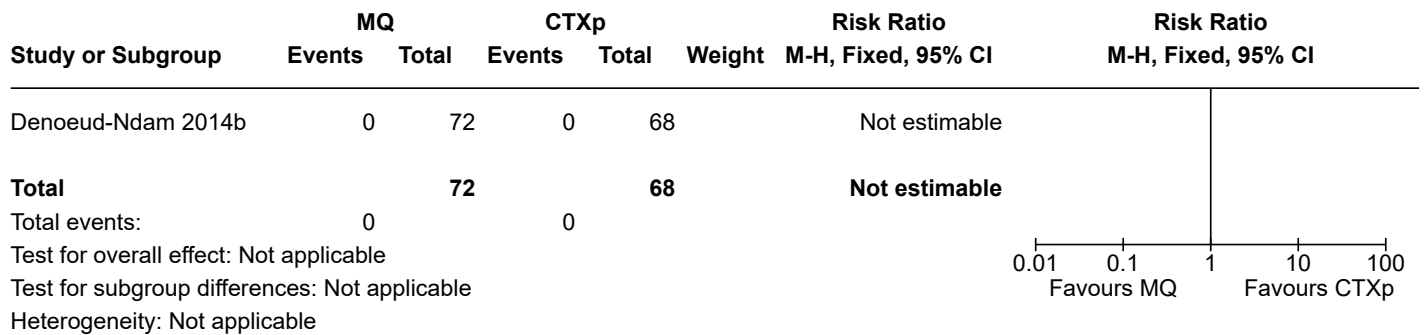 MQ CTXp Risk Ratio Risk Ratio
Study or Subgroup Events Total Events Total Weight M-H, Fixed, 95% CI M-H, Fixed, 95% CI
Denoeud-Ndam 2014b 0 72 0 68 Not estimable
Total 72 68 Not estimable
Total events: 0 0
Test for overall effect: Not applicable
Test for subgroup differences: Not applicable
Heterogeneity: Not applicable
0.01 0.1 1 10 100
Favours MQ Favours CTXp